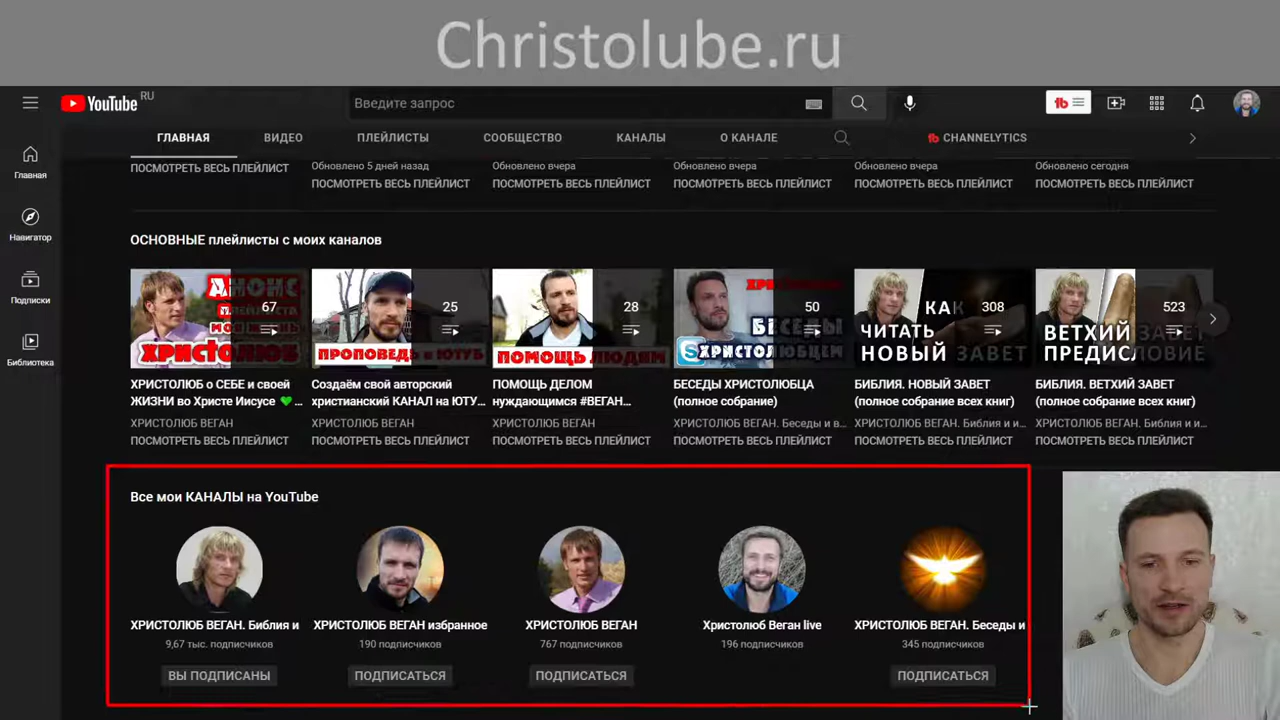 Christolube.ru
YouTube RU
Введите запрос
ГЛАВНАЯ ВИДЕО ПЛЕЙЛИСТЫ СООБЩЕСТВО КАНАЛЫ О КАНАЛЕ CHANNELYTICS
Главная
Навигатор
Подписки
Библиотека
Обновлено 5 дней назад Обновлено вчера Обновлено вчера Обновлено вчера Обновлено сегодня
ПОСМОТРЕТЬ ВЕСЬ ПЛЕЙЛИСТ ПОСМОТРЕТЬ ВЕСЬ ПЛЕЙЛИСТ ПОСМОТРЕТЬ ВЕСЬ ПЛЕЙЛИСТ ПОСМОТРЕТЬ ВЕСЬ ПЛЕЙЛИСТ ПОСМОТРЕТЬ ВЕСЬ ПЛЕЙЛИСТ ПОСМОТРЕТЬ ВЕСЬ ПЛЕЙЛИСТ
ОСНОВНЫЕ плейлисты с моих каналов
АНОНС
67
ХРИСТОЛЮБ
25
ПРОПОВЕДЬ в ЮТУБ
28
ПОМОЩЬ ЛЮДЯМ
50
БЕСЕДЫ
ХРИСТОЛЮБЦЕМ
308
КАК
ЧИТАТЬ
НОВЫЙ ЗАВЕТ
523
ВЕТХИЙ ЗАВЕТ
ПРЕДИСЛОВИЕ
ХРИСТОЛЮБ о СЕБЕ и своей
ЖИЗНИ во Христе Иисусе 💚 ...
ХРИСТОЛЮБ ВЕГАН
ПОСМОТРЕТЬ ВЕСЬ ПЛЕЙЛИСТ
Создаём свой авторский
христианский КАНАЛ на ЮТУ...
ХРИСТОЛЮБ ВЕГАН
ПОСМОТРЕТЬ ВЕСЬ ПЛЕЙЛИСТ
ПОМОЩЬ ДЕЛОМ
нуждающимся #ВЕГАН...
ХРИСТОЛЮБ ВЕГАН
ПОСМОТРЕТЬ ВЕСЬ ПЛЕЙЛИСТ
БЕСЕДЫ ХРИСТОЛЮБЦА
(полное собрание)
ХРИСТОЛЮБ ВЕГАН. Беседы и в...
ПОСМОТРЕТЬ ВЕСЬ ПЛЕЙЛИСТ
БИБЛИЯ. НОВЫЙ ЗАВЕТ
(полное собрание всех книг)
ХРИСТОЛЮБ ВЕГАН. Библия и и...
ПОСМОТРЕТЬ ВЕСЬ ПЛЕЙЛИСТ
БИБЛИЯ. ВЕТХИЙ ЗАВЕТ
(полное собрание всех книг)
ХРИСТОЛЮБ ВЕГАН. Библия и и...
ПОСМОТРЕТЬ ВЕСЬ ПЛЕЙЛИСТ
Все мои КАНАЛЫ на YouTube
ХРИСТОЛЮБ ВЕГАН. Библия и
9,67 тыс. подписчиков
ВЫ ПОДПИСАНЫ
ХРИСТОЛЮБ ВЕГАН избранное
190 подписчиков
ПОДПИСАТЬСЯ
ХРИСТОЛЮБ ВЕГАН
767 подписчиков
ПОДПИСАТЬСЯ
Христолюб Веган live
196 подписчиков
ХРИСТОЛЮБ ВЕГАН. Беседы и
345 подписчиков
ПОДПИСАТЬСЯ